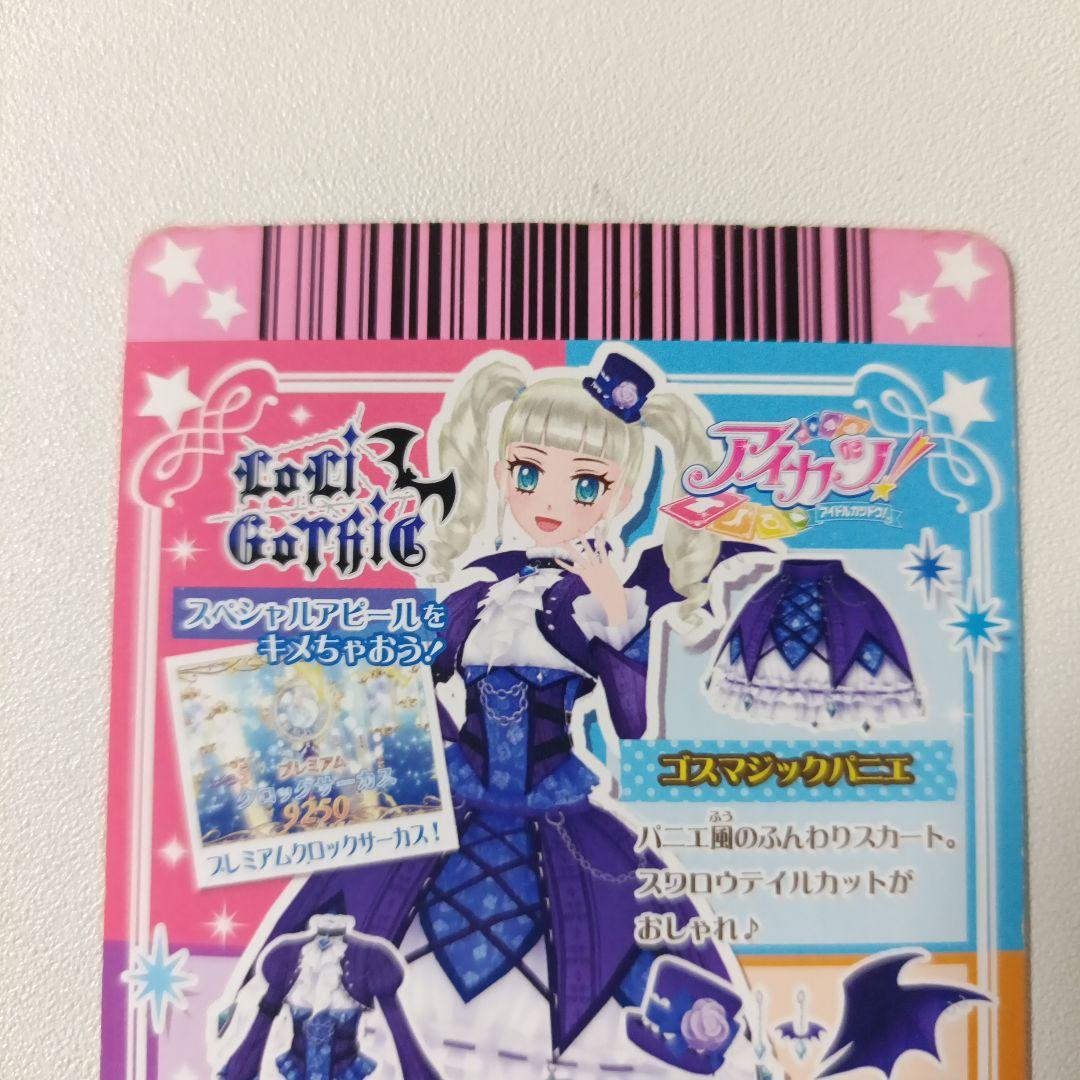 LoLi
GoTHiC
アイカツ!
アイドルカツドウ!
スペシャルアピールを
キメちゃおう!
プレミアム
クロックサーカス
9250
プレミアムクロックサーカス!
ゴスマジックパニエ
パニエ風のふんわりスカート。
ふう
スワロウテイルカットが
おしゃれ♪